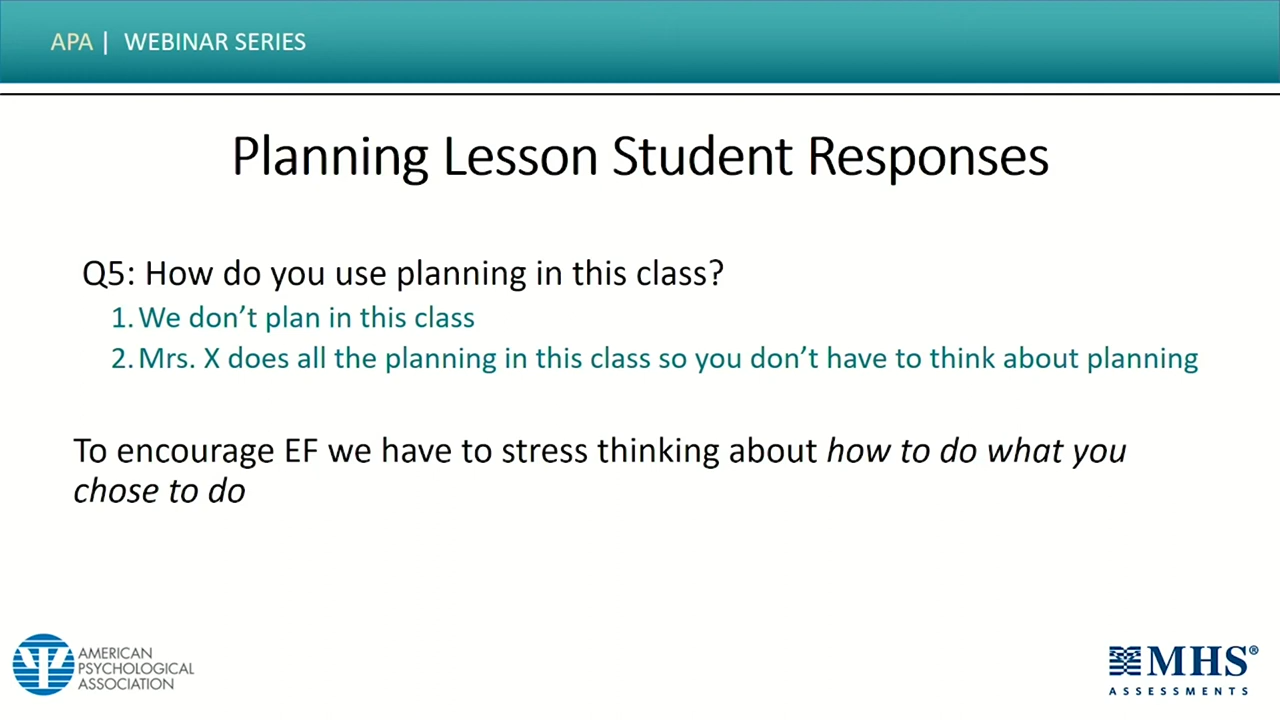 APA | WEBINAR SERIES
Planning Lesson Student Responses
Q5: How do you use planning in this class?
1. We don’t plan in this class
2. Mrs. X does all the planning in this class so you don’t have to think about planning
To encourage EF we have to stress thinking about how to do what you
chose to do
AMERICAN
PSYCHOLOGICAL
ASSOCIATION
MHS®
ASSESSMENTS